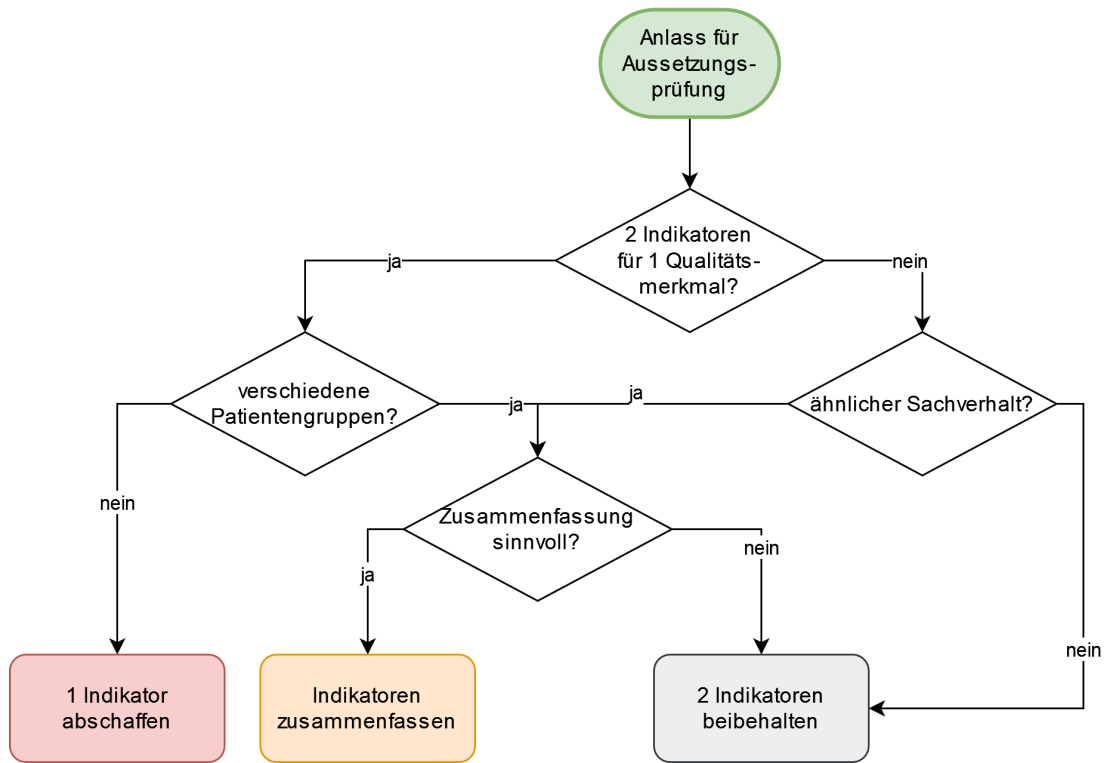 Anlass für
Aussetzungs-
prüfung
2 Indikatoren
für 1 Qualitäts-
merkmal?
ja
nein
verschiedene
Patientengruppen?
ja
ja
ähnlicher Sachverhalt?
nein
Zusammenfassung
sinnvoll?
ja
nein
nein
1 Indikator
abschaffen
Indikatoren
zusammenfassen
2 Indikatoren
beibehalten